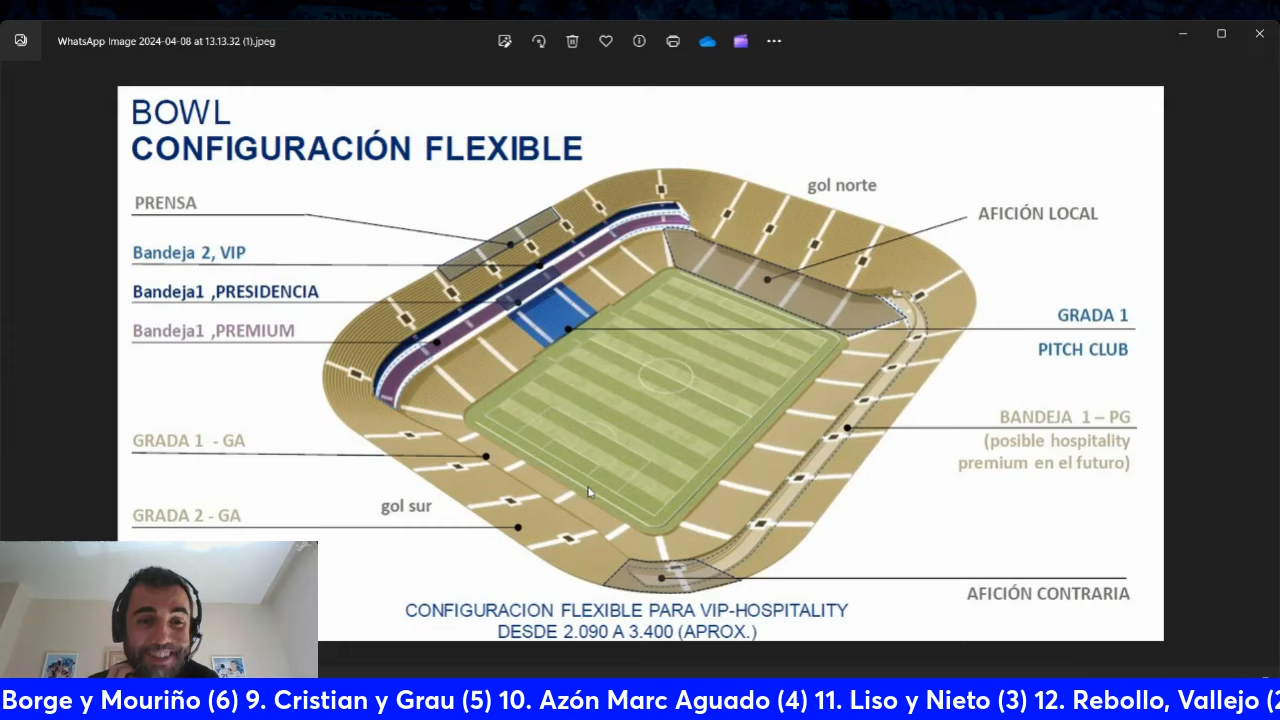 WhatsApp Image 2024-04-08 at 13.13.32 (1).jpeg
BOWL
CONFIGURACIÓN FLEXIBLE
PRENSA
Bandeja 2, VIP
Bandeja1 ,PRESIDENCIA
Bandeja1 ,PREMIUM
GRADA 1 - GA
GRADA 2 - GA
gol sur
gol norte
AFICIÓN LOCAL
GRADA 1
PITCH CLUB
BANDEJA 1 – PG
(posible hospitality
premium en el futuro)
AFICIÓN CONTRARIA
CONFIGURACION FLEXIBLE PARA VIP-HOSPITALITY
DESDE 2.090 A 3.400 (APROX.)
Borge y Mouriño (6) 9. Cristian y Grau (5) 10. Azón Marc Aguado (4) 11. Liso y Nieto (3) 12. Rebollo, Vallejo (2